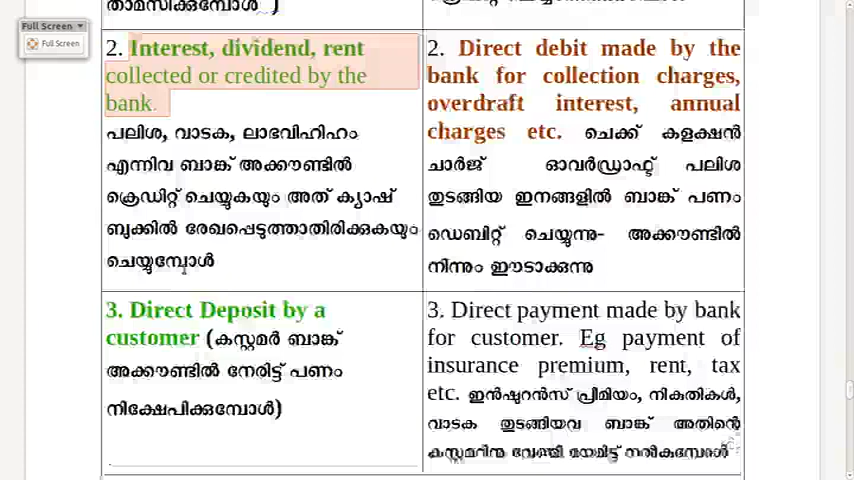 താമസിക്കുമ്പോൾ )
Full Screen
Full Screen
2. Interest, dividend, rent
collected or credited by the
bank.
പലിശ, വാടക, ലാഭവിഹിഹം
എന്നിവ ബാങ്ക് അക്കൗണ്ടിൽ
ക്രെഡിറ്റ് ചെയ്യുകയും അത് ക്യാഷ്
ബുക്കിൽ രേഖപ്പെടുത്താതിരിക്കുകയും
ചെയ്യുമ്പോൾ
2. Direct debit made by the
bank for collection charges,
overdraft interest, annual
charges etc. ചെക്ക് കളക്ഷൻ
ചാർജ് ഓവർഡ്രാഫ്റ്റ് പലിശ
തുടങ്ങിയ ഇനങ്ങളിൽ ബാങ്ക് പണം
ഡെബിറ്റ് ചെയ്യുന്നു- അക്കൗണ്ടിൽ
നിന്നും ഈടാക്കുന്നു
3. Direct Deposit by a
customer (കസ്റ്റമർ ബാങ്ക്
അക്കൗണ്ടിൽ നേരിട്ട് പണം
നിക്ഷേപിക്കുമ്പോൾ)
3. Direct payment made by bank
for customer. Eg payment of
insurance premium, rent, tax
etc. ഇൻഷുറൻസ് പ്രീമിയം, നികുതികൾ,
വാടക തുടങ്ങിയവ ബാങ്ക് അതിന്റെ